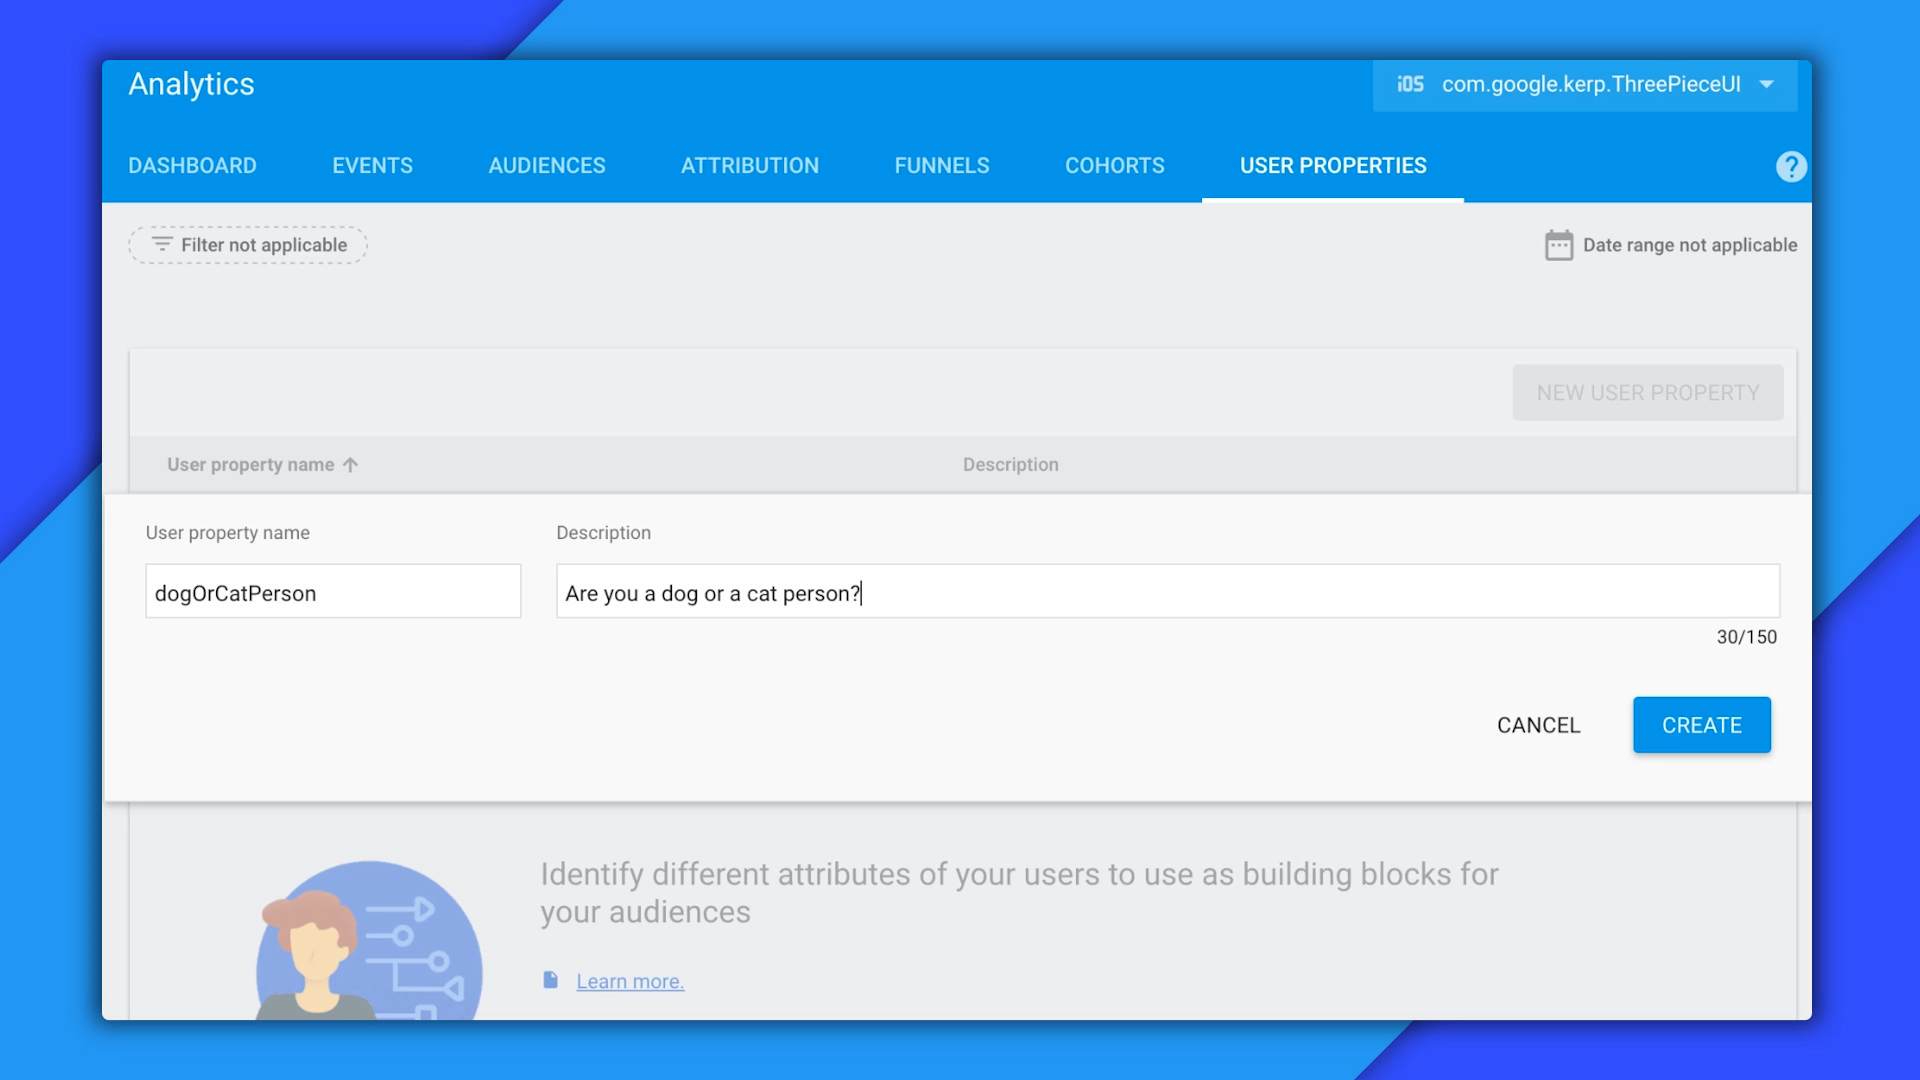 Analytics
iOS com.google.kerp.ThreePieceUI
DASHBOARD EVENTS AUDIENCES ATTRIBUTION FUNNELS COHORTS USER PROPERTIES ?
Filter not applicable
Date range not applicable
NEW USER PROPERTY
User property name Description
User property name Description
dogOrCatPerson Are you a dog or a cat person?
30/150
CANCEL CREATE
Identify different attributes of your users to use as building blocks for
your audiences
Learn more.